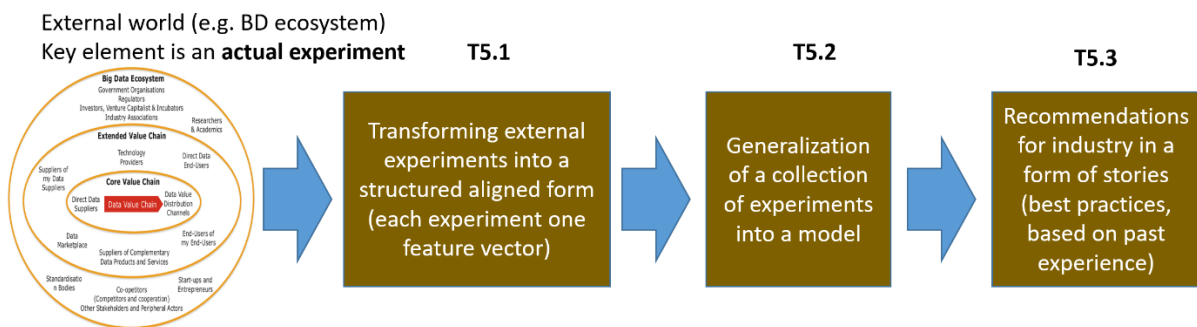 External world (e.g. BD ecosystem)
Key element is an actual experiment
Big Data Ecosystem
Government Organisations
Regulators
Investors, Venture Capitalist & Incubators
Industry Associations
Researchers
& Academics
Extended Value Chain
Technology
Providers
Direct Data
End-Users
Suppliers of
my Data
Suppliers
Core Value Chain
Direct Data
Suppliers
Data Value Chain
Data Value
Distribution
Channels
Data
Marketplace
End-Users of
my End-Users
Suppliers of Complementary
Data Products and Services
Standardisatio
n Bodies
Start-ups and
Entrepreneurs
Co-opetitors
(Competitors and cooperation)
Other Stakeholders and Peripheral Actors
T5.1
Transforming external
experiments into a
structured aligned form
(each experiment one
feature vector)
T5.2
Generalization
of a collection
of experiments
into a model
T5.3
Recommendations
for industry in a
form of stories
(best practices,
based on past
experience)